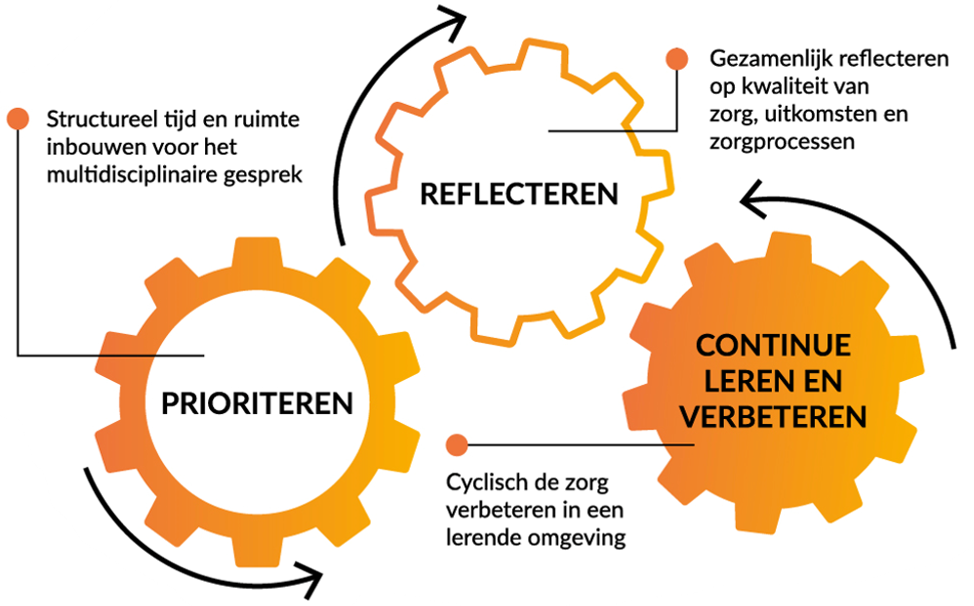 Structureel tijd en ruimte
inbouwen voor het
multidisciplinaire gesprek
PRIORITEREN
REFLECTEREN
Gezamenlijk reflecteren
op kwaliteit van
zorg, uitkomsten en
zorgprocessen
CONTINUE
LEREN EN
VERBETEREN
Cyclisch de zorg
verbeteren in een
lerende omgeving